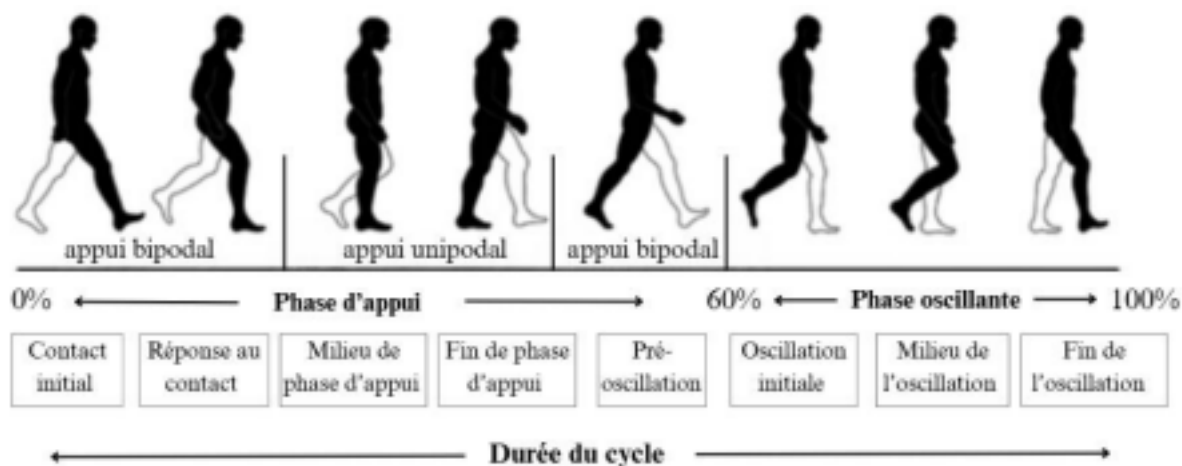 appui bipodal appui unipodal appui bipodal
0% Phase d'appui 60% Phase oscillante 100%
Contact initial
Réponse au contact
Milieu de phase d'appui
Fin de phase d'appui
Pré-oscillation
Oscillation initiale
Milieu de l'oscillation
Fin de l'oscillation
Durée du cycle